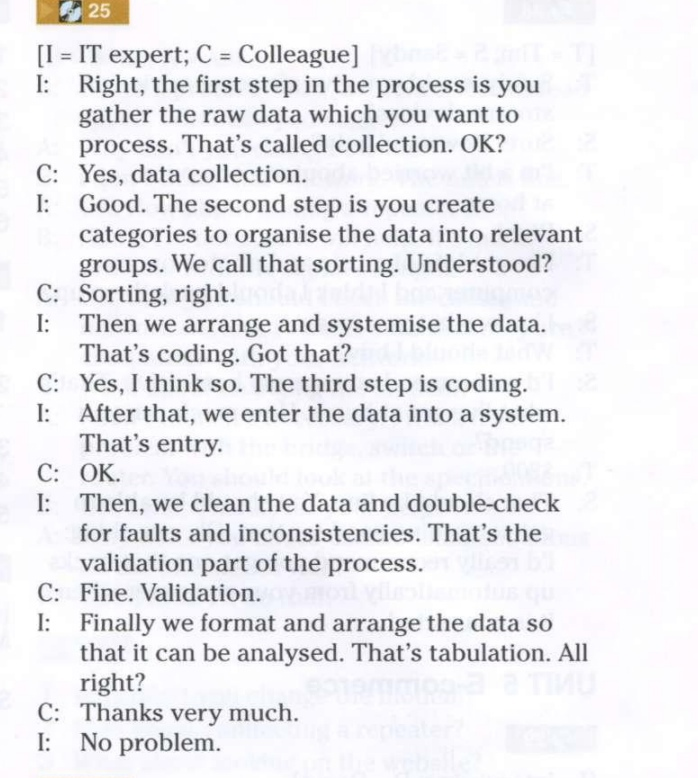 25
[I = IT expert; C = Colleague]
I: Right, the first step in the process is you
gather the raw data which you want to
process. That's called collection. OK?
C: Yes, data collection.
I: Good. The second step is you create
categories to organise the data into relevant
groups. We call that sorting. Understood?
C: Sorting, right.
I: Then we arrange and systemise the data.
That's coding. Got that?
C: Yes, I think so. The third step is coding.
I: After that, we enter the data into a system.
That's entry.
C: OK.
I: Then, we clean the data and double-check
for faults and inconsistencies. That's the
validation part of the process.
C: Fine. Validation.
I: Finally we format and arrange the data so
that it can be analysed. That's tabulation. All
right?
C: Thanks very much.
I: No problem.